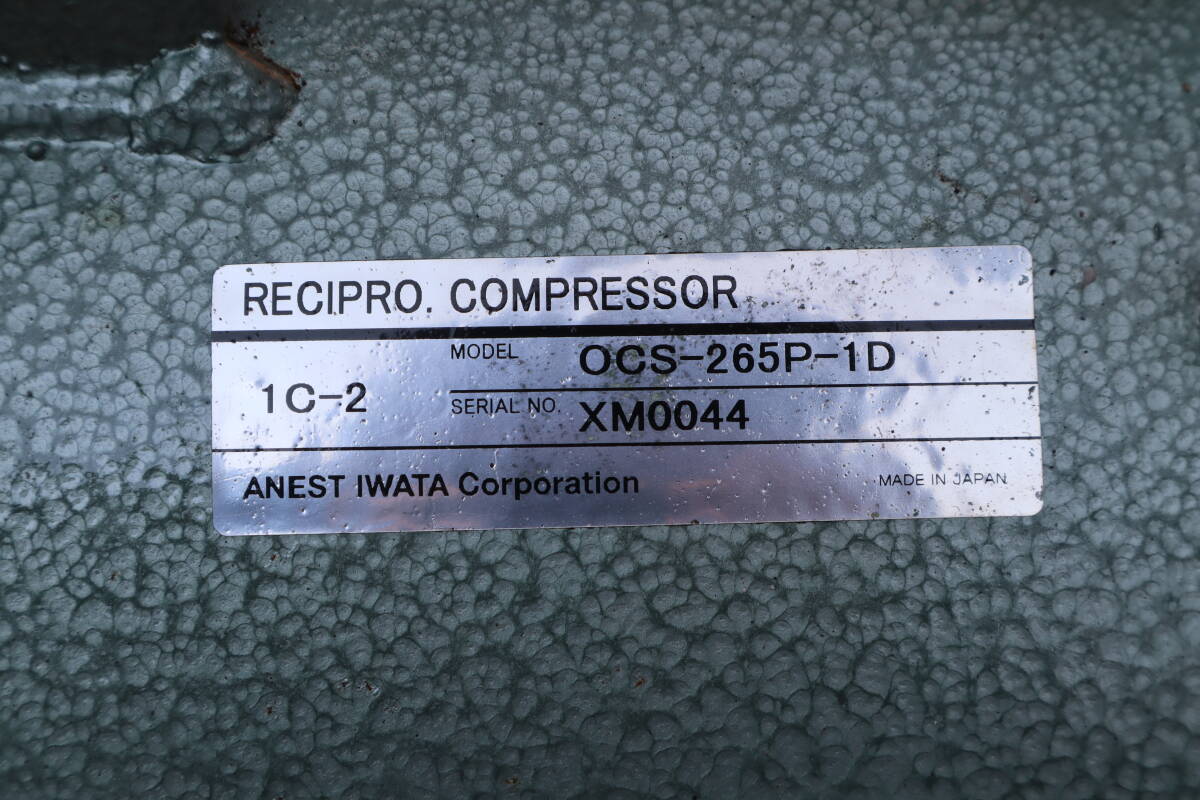 RECIPRO. COMPRESSOR
1C-2
MODEL OCS-265P-1D
SERIAL NO. XM0044
ANEST IWATA Corporation
MADE IN JAPAN